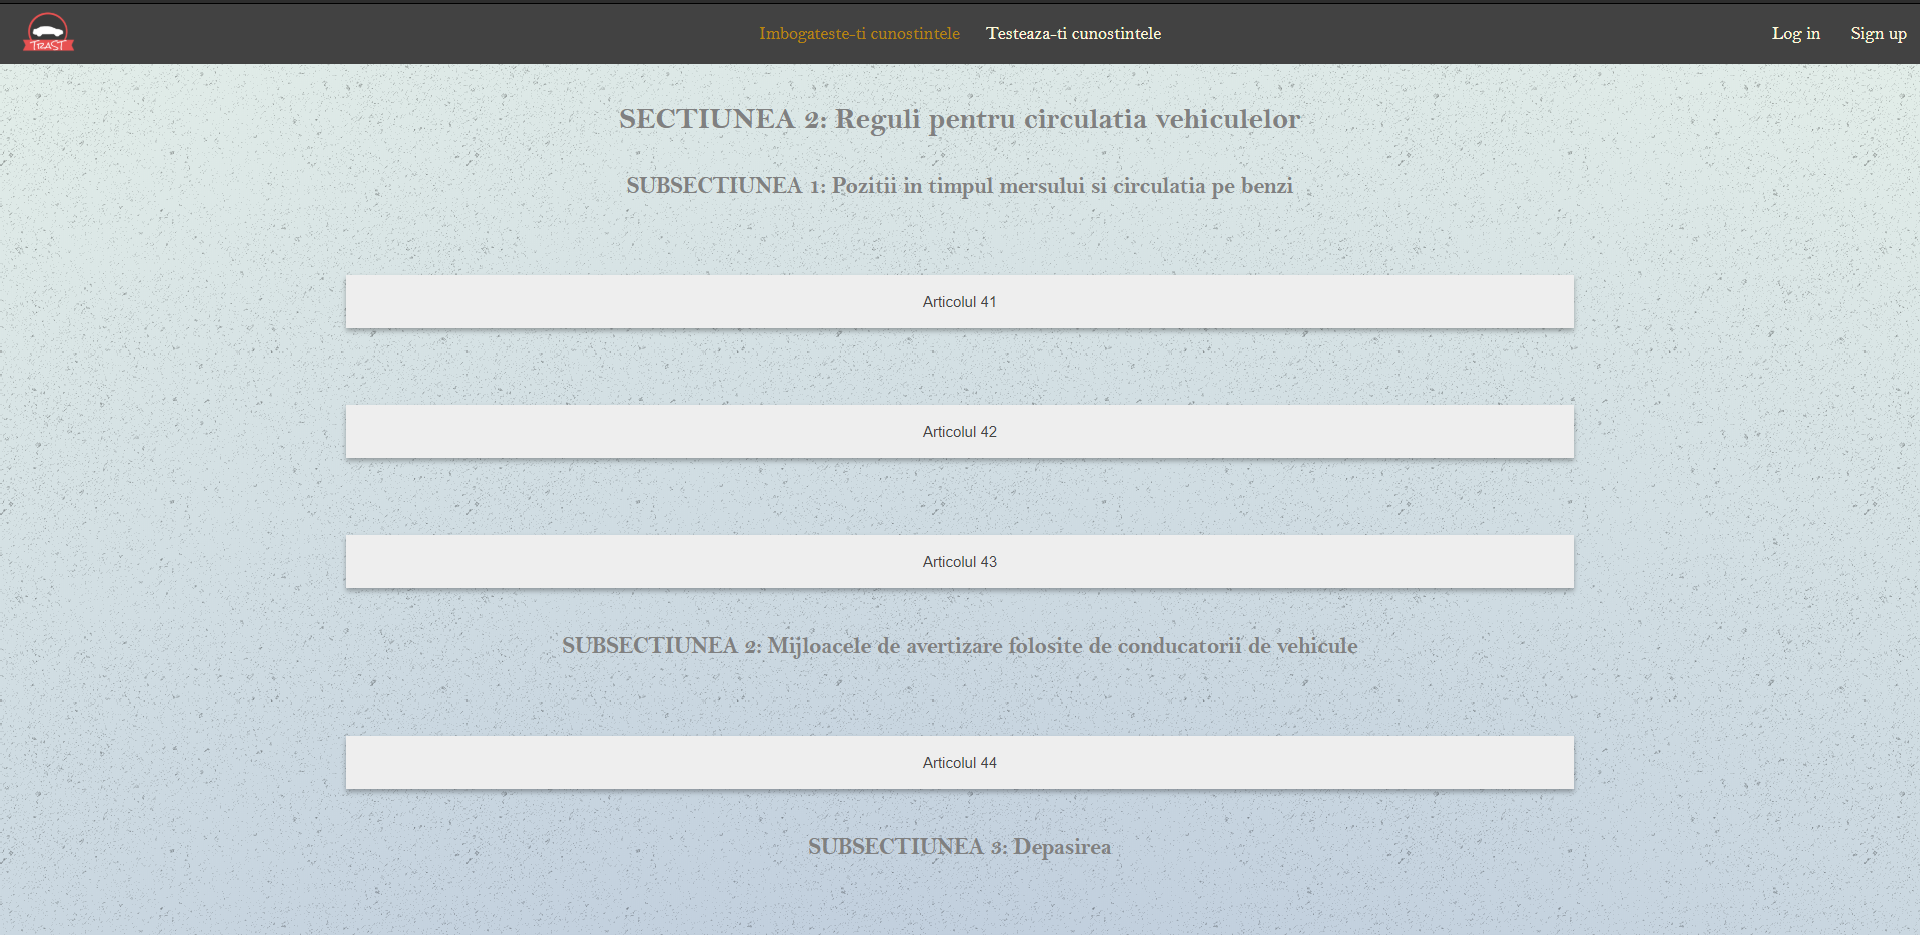 TRAST
Imbogateste-ti cunostintele
Testeaza-ti cunostintele
Log in
Sign up
SECTIUNEA 2: Reguli pentru circulatia vehiculelor
SUBSECTIUNEA 1: Pozitii in timpul mersului si circulatia pe benzi
Articolul 41
Articolul 42
Articolul 43
SUBSECTIUNEA 2: Mijloacele de avertizare folosite de conducatorii de vehicule
Articolul 44
SUBSECTIUNEA 3: Depasirea